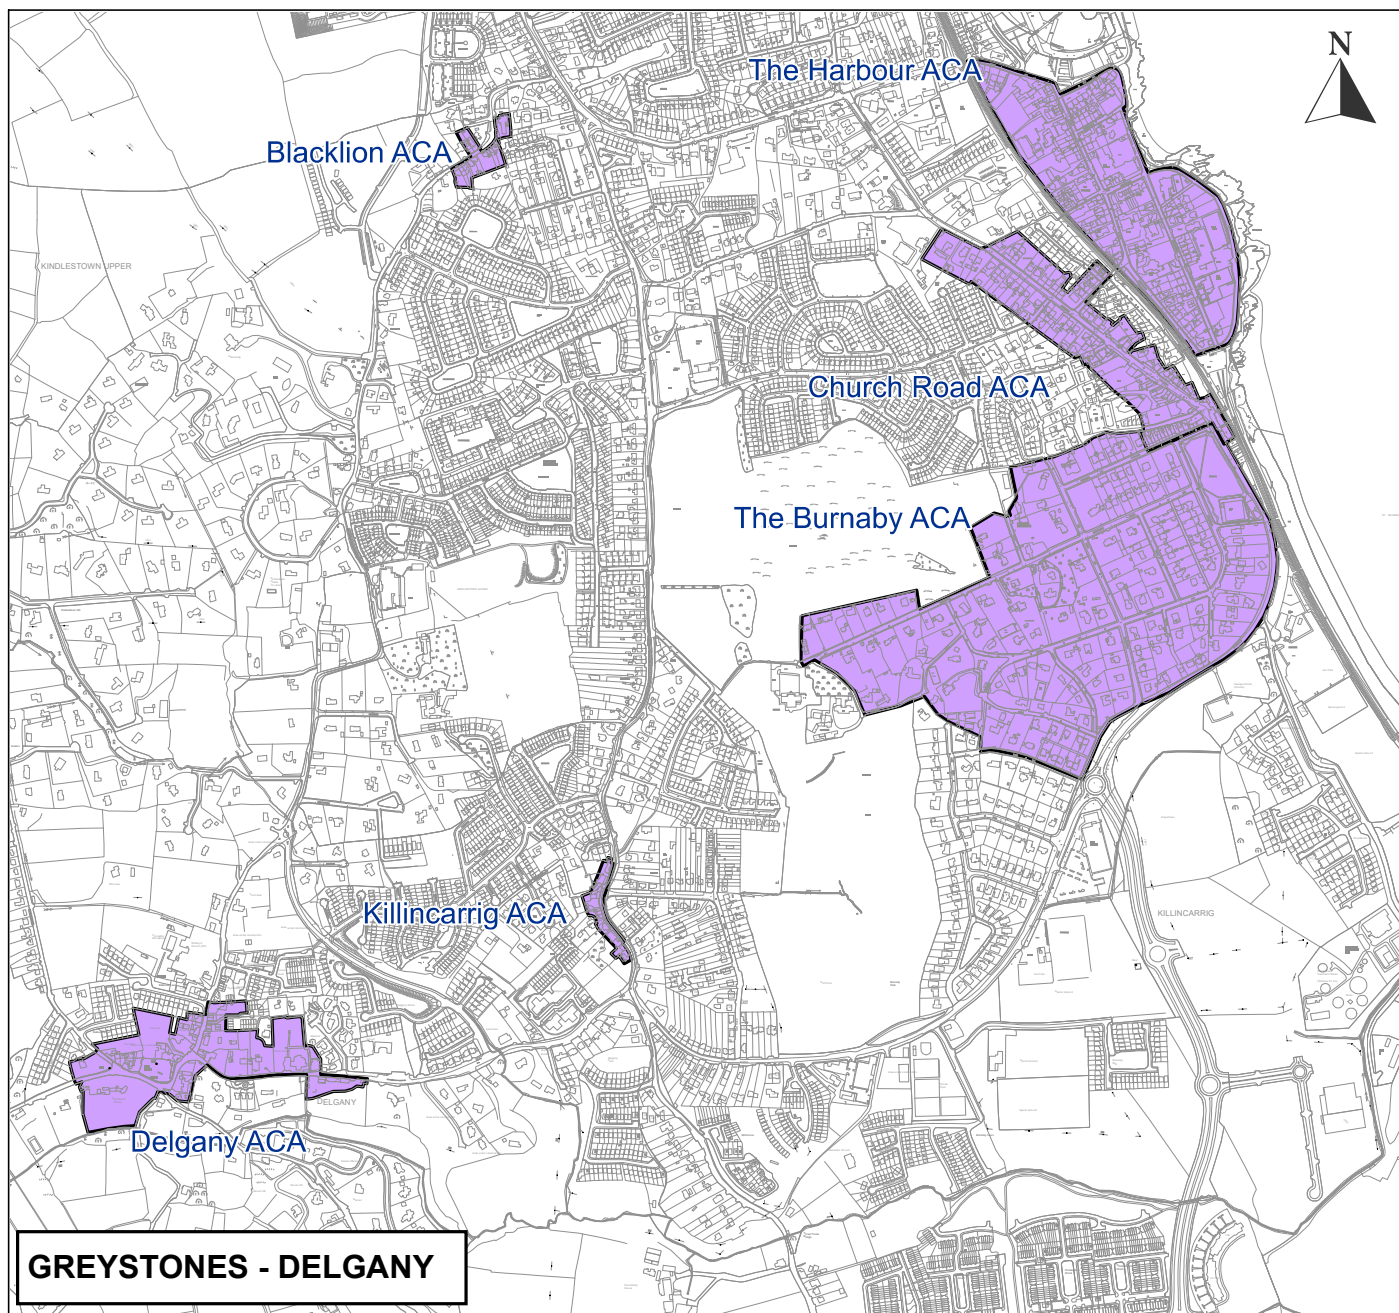 N
The Harbour ACA
Blacklion ACA
KINDLESTOWN UPPER
Church Road ACA
The Burnaby ACA
Killincarrig ACA
KILLINCARRIG
DELGANY
Delgany ACA
GREYSTONES - DELGANY